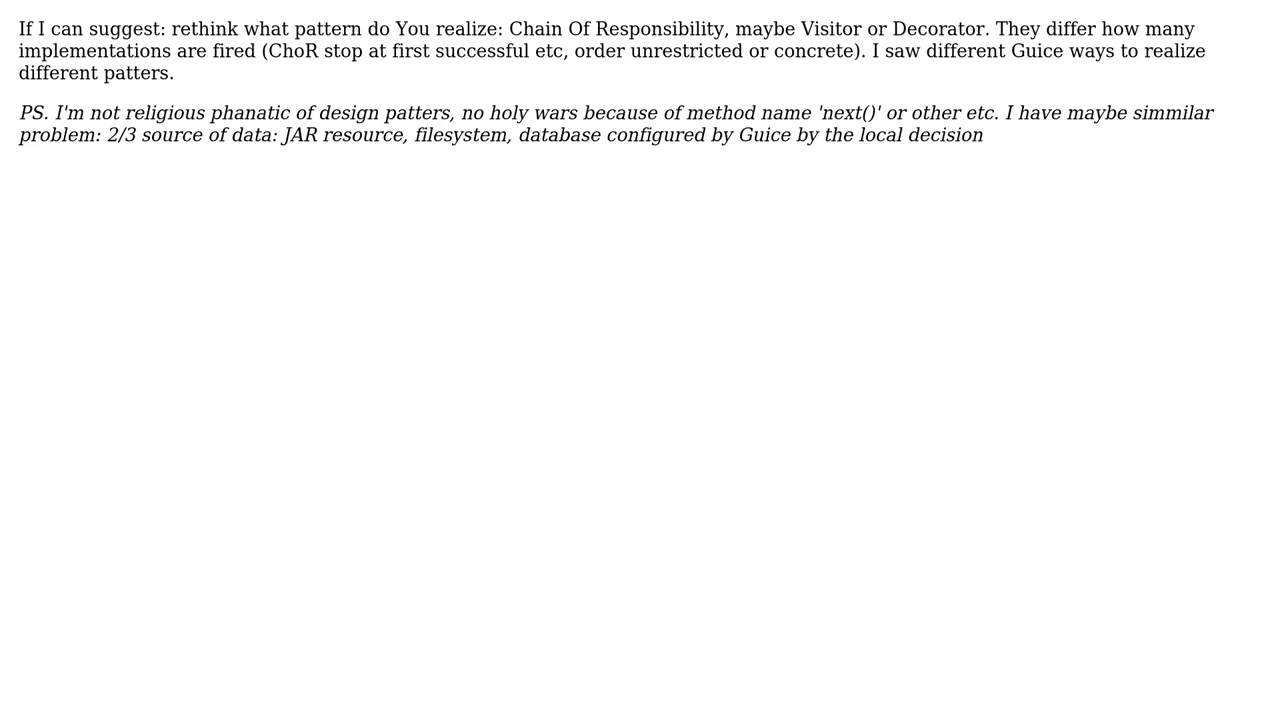 If I can suggest: rethink what pattern do You realize: Chain Of Responsibility, maybe Visitor or Decorator. They differ how many
implementations are fired (ChoR stop at first successful etc, order unrestricted or concrete). I saw different Guice ways to realize
different patters.
PS. I'm not religious phanatic of design patters, no holy wars because of method name 'next()' or other etc. I have maybe simmilar
problem: 2/3 source of data: JAR resource, filesystem, database configured by Guice by the local decision